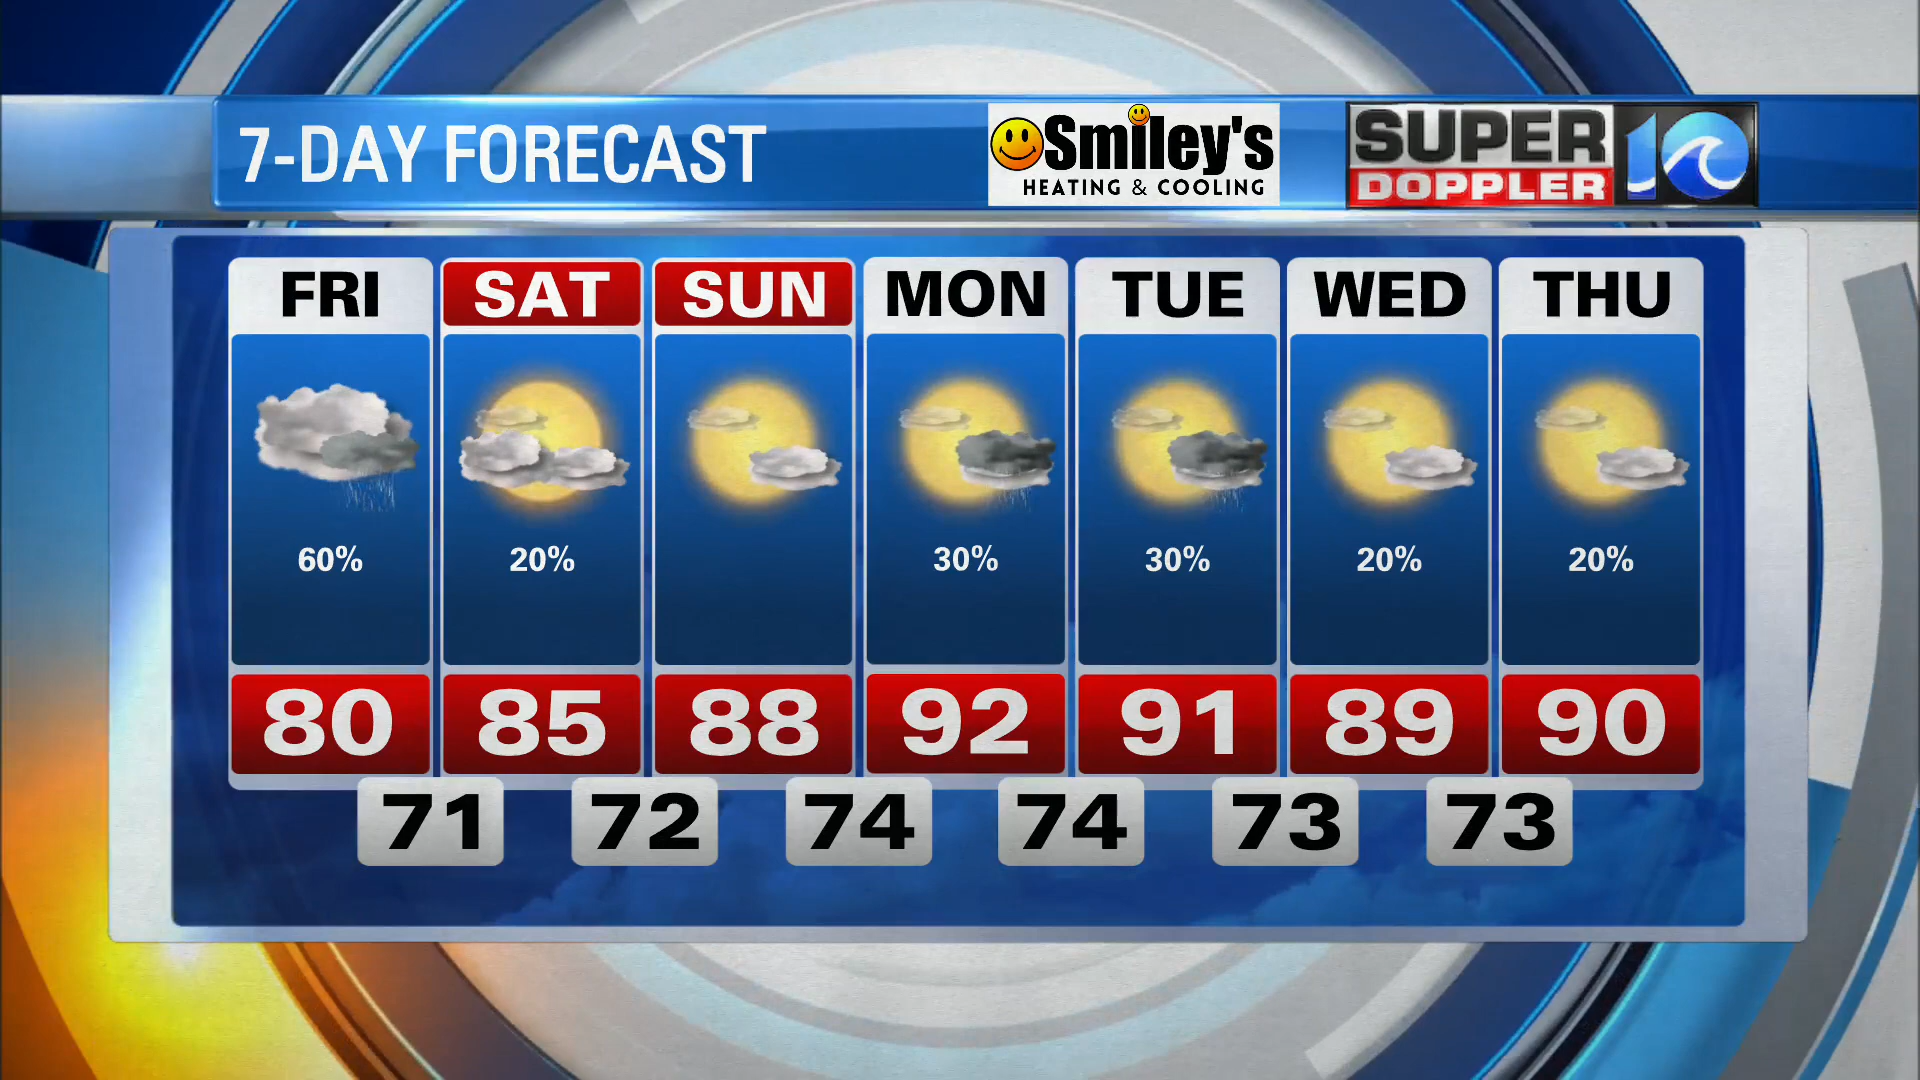 7-DAY FORECAST
Smiley's
HEATING & COOLING
SUPER
DOPPLER
10
FRI SAT SUN MON TUE WED THU
60% 20% 30% 30% 20% 20%
80 85 88 92 91 89 90
71 72 74 74 73 73